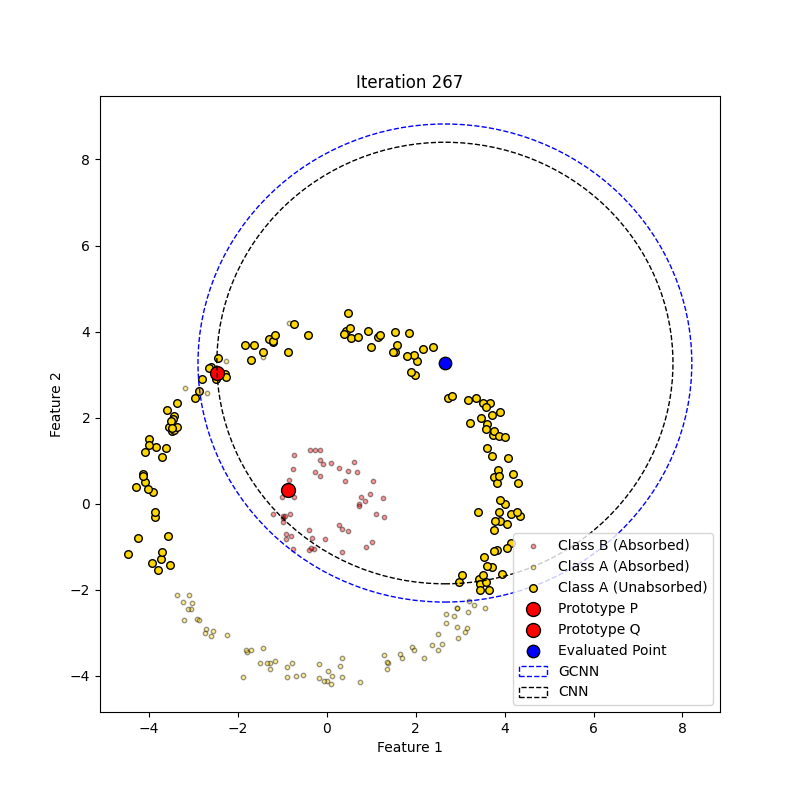 Iteration 267
Feature 2
8
6
4
2
0
−2
−4
−4 −2 0 2 4 6 8
Feature 1
Class B (Absorbed)
Class A (Absorbed)
Class A (Unabsorbed)
Prototype P
Prototype Q
Evaluated Point
GCNN
CNN